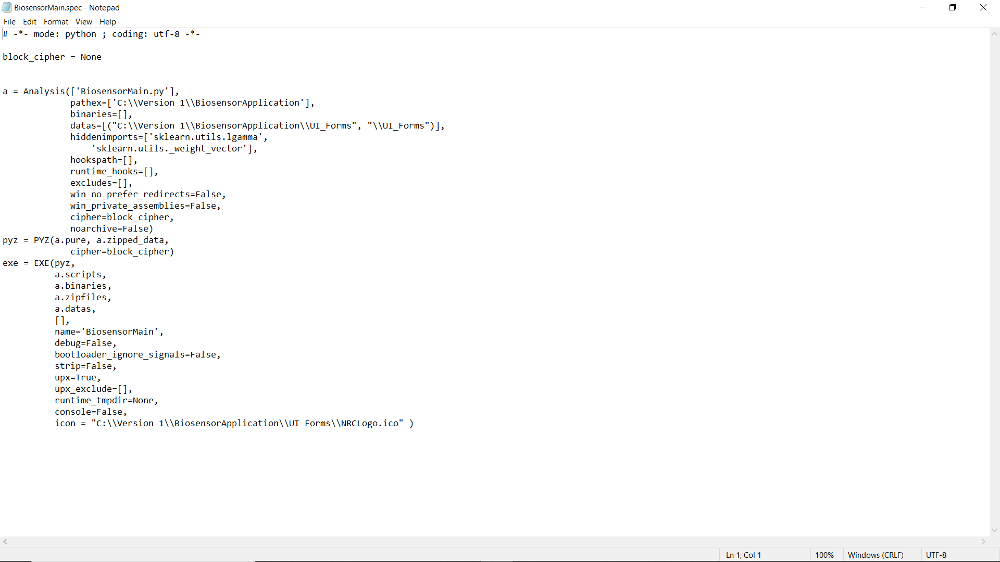 BiosensorMain.spec - Notepad
File Edit Format View Help
# -*- mode: python ; coding: utf-8 -*-

block_cipher = None


a = Analysis(['BiosensorMain.py'],
             pathex=['C:\\Version 1\\BiosensorApplication'],
             binaries=[],
             datas=[("C:\\Version 1\\BiosensorApplication\\UI_Forms", "\\UI_Forms")],
             hiddenimports=['sklearn.utils.lgamma',
                 'sklearn.utils._weight_vector'],
             hookspath=[],
             runtime_hooks=[],
             excludes=[],
             win_no_prefer_redirects=False,
             win_private_assemblies=False,
             cipher=block_cipher,
             noarchive=False)
pyz = PYZ(a.pure, a.zipped_data,
             cipher=block_cipher)
exe = EXE(pyz,
          a.scripts,
          a.binaries,
          a.zipfiles,
          a.datas,
          [],
          name='BiosensorMain',
          debug=False,
          bootloader_ignore_signals=False,
          strip=False,
          upx=True,
          upx_exclude=[],
          runtime_tmpdir=None,
          console=False,
          icon = "C:\\Version 1\\BiosensorApplication\\UI_Forms\\NRCLogo.ico" )
Ln 1, Col 1 100% Windows (CRLF) UTF-8